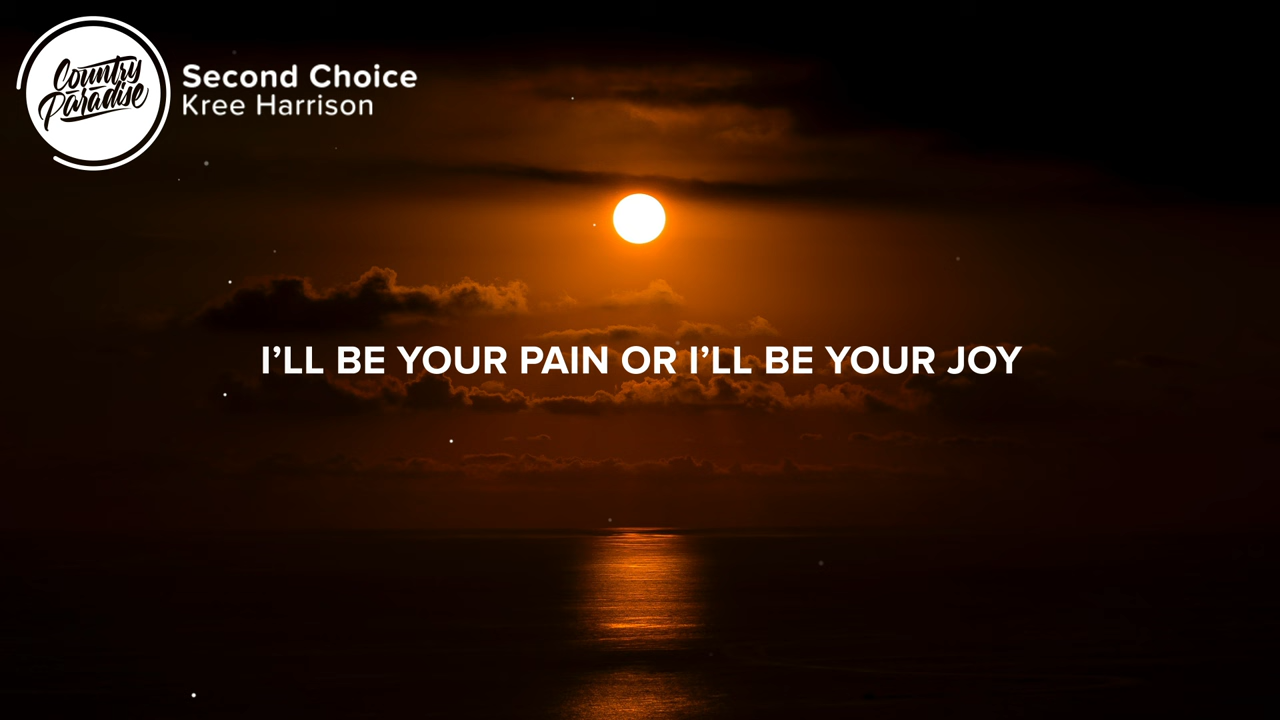 Country
Paradise
Second Choice
Kree Harrison
I’LL BE YOUR PAIN OR I’LL BE YOUR JOY